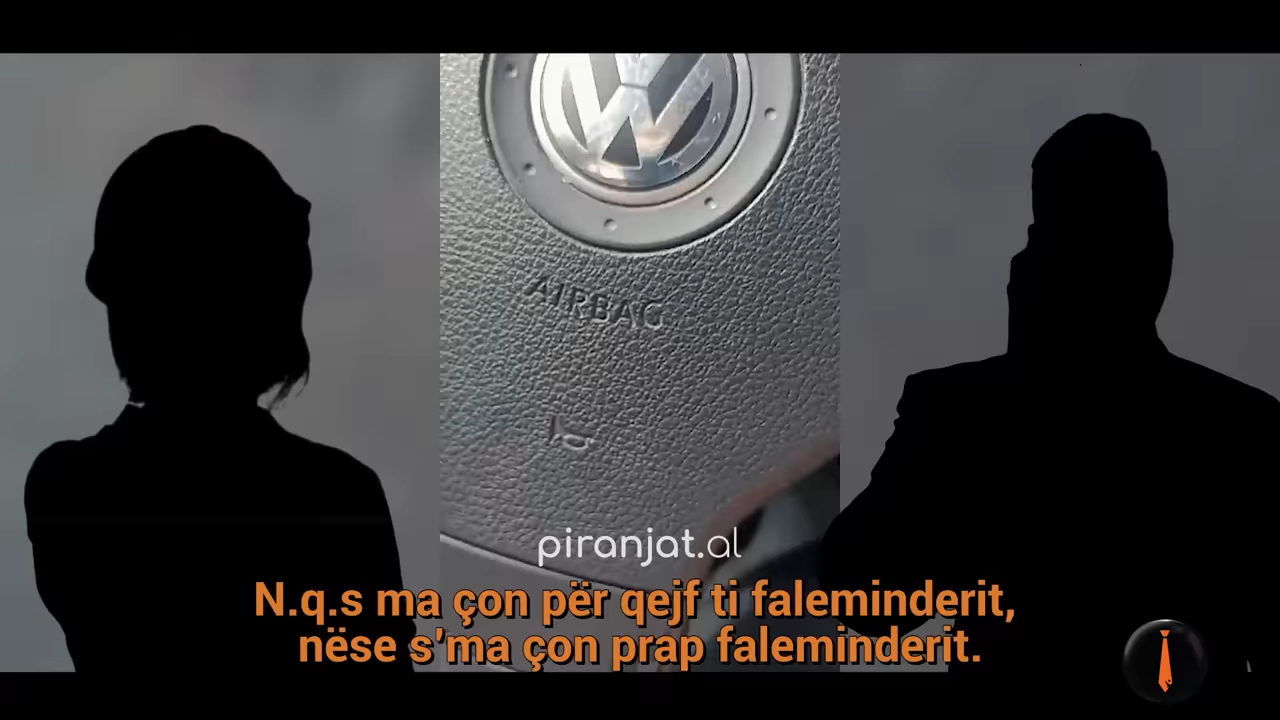 AIRBAG
piranjat.al
N.q.s ma çon për qejf ti faleminderit,
nëse s'ma çon prap faleminderit.